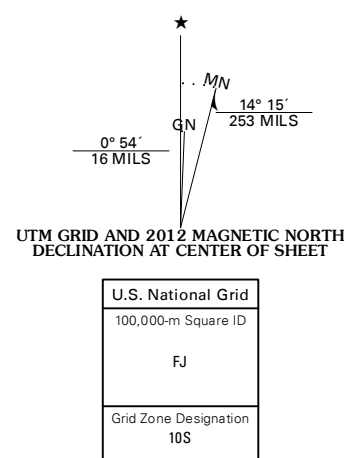 ★
MN
14° 15´
253 MILS
GN
0° 54´
16 MILS
UTM GRID AND 2012 MAGNETIC NORTH
DECLINATION AT CENTER OF SHEET
U.S. National Grid
100,000-m Square ID
FJ
Grid Zone Designation
10S